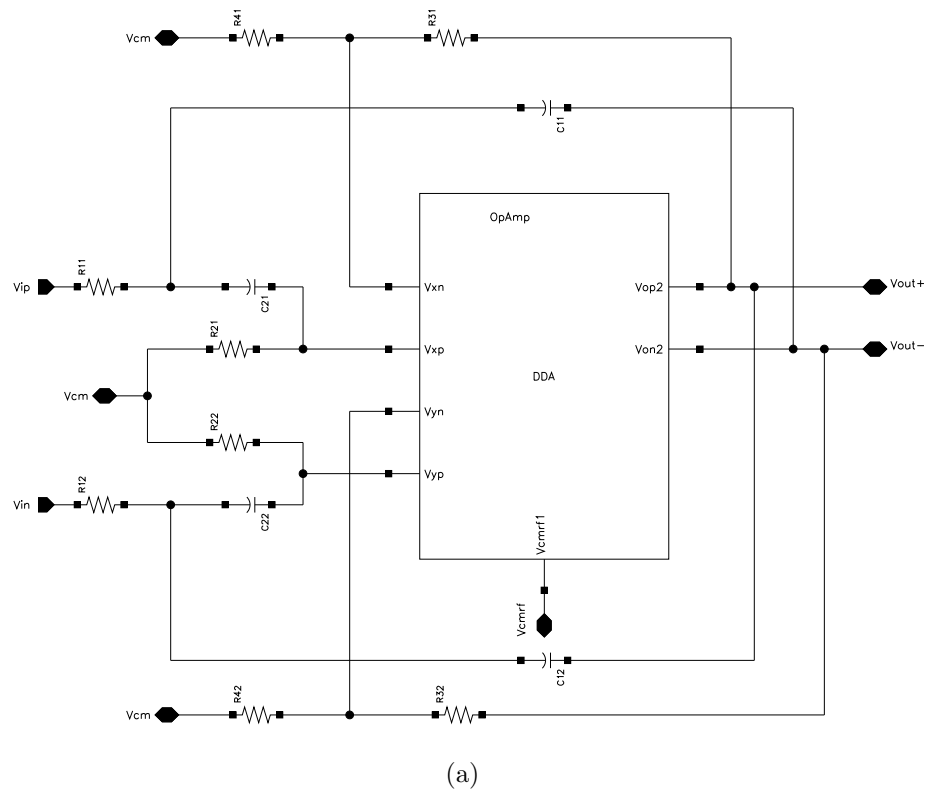 R41
R31
Vcm
C11
OpAmp
R11
Vip
C21
Vxn
Vop2
Vout+
R21
Vxp
Von2
Vout-
DDA
Vcm
Vyn
R22
Vyp
R12
Vin
C22
Vcmrf1
Vcmrf
C12
R42
R32
Vcm
(a)